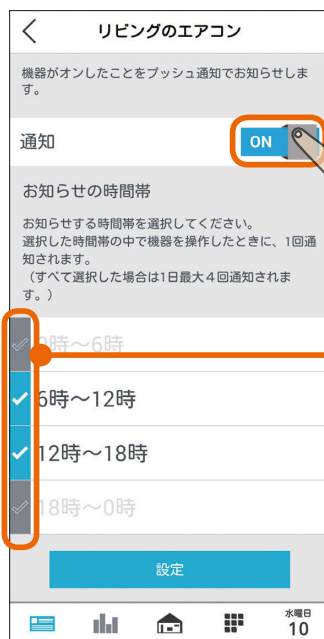 リビングのエアコン
機器がオンしたことをプッシュ通知でお知らせしま
す。
通知
ON
お知らせの時間帯
お知らせする時間帯を選択してください。
選択した時間帯の中で機器を操作したときに、1回通
知されます。
（すべて選択した場合は1日最大４回通知されま
す。）
0時～6時
6時～12時
12時～18時
18時～0時
設定
水曜日
10